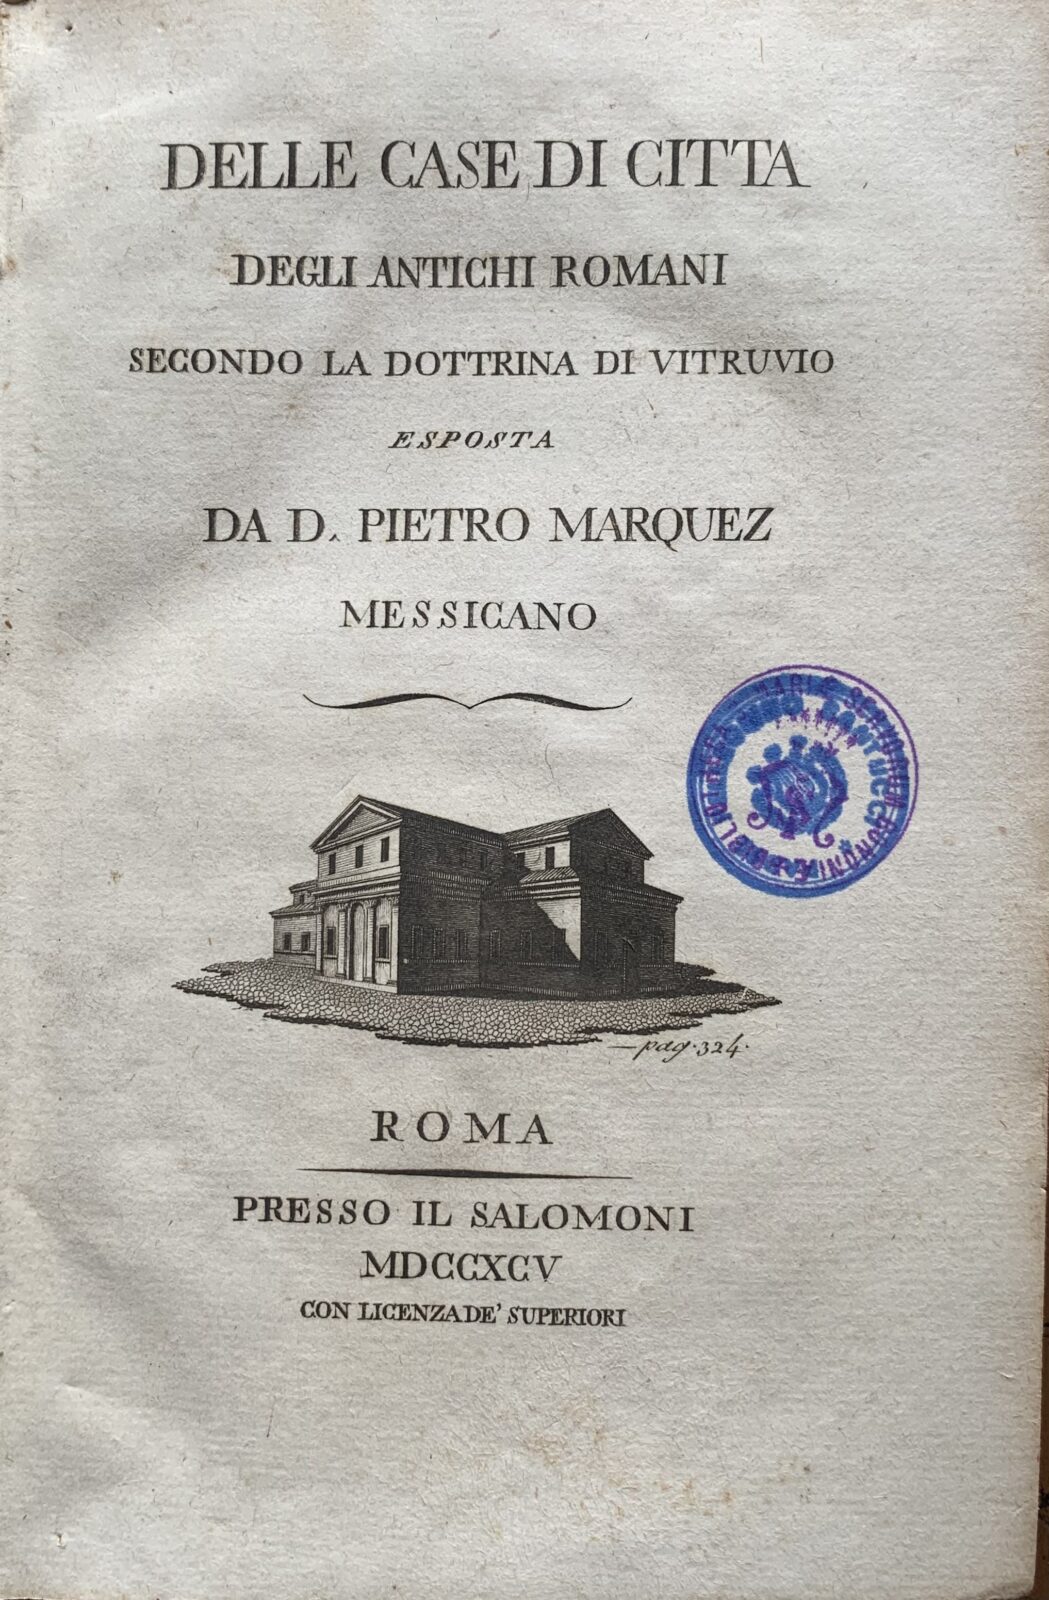 DELLE CASE DI CITTA
DEGLI ANTICHI ROMANI
SECONDO LA DOTTRINA DI VITRUVIO
ESPOSTA
DA D. PIETRO MARQUEZ
MESSICANO
pag. 324.
ROMA
PRESSO IL SALOMONI
MDCCXCV
CON LICENZA DE' SUPERIORI